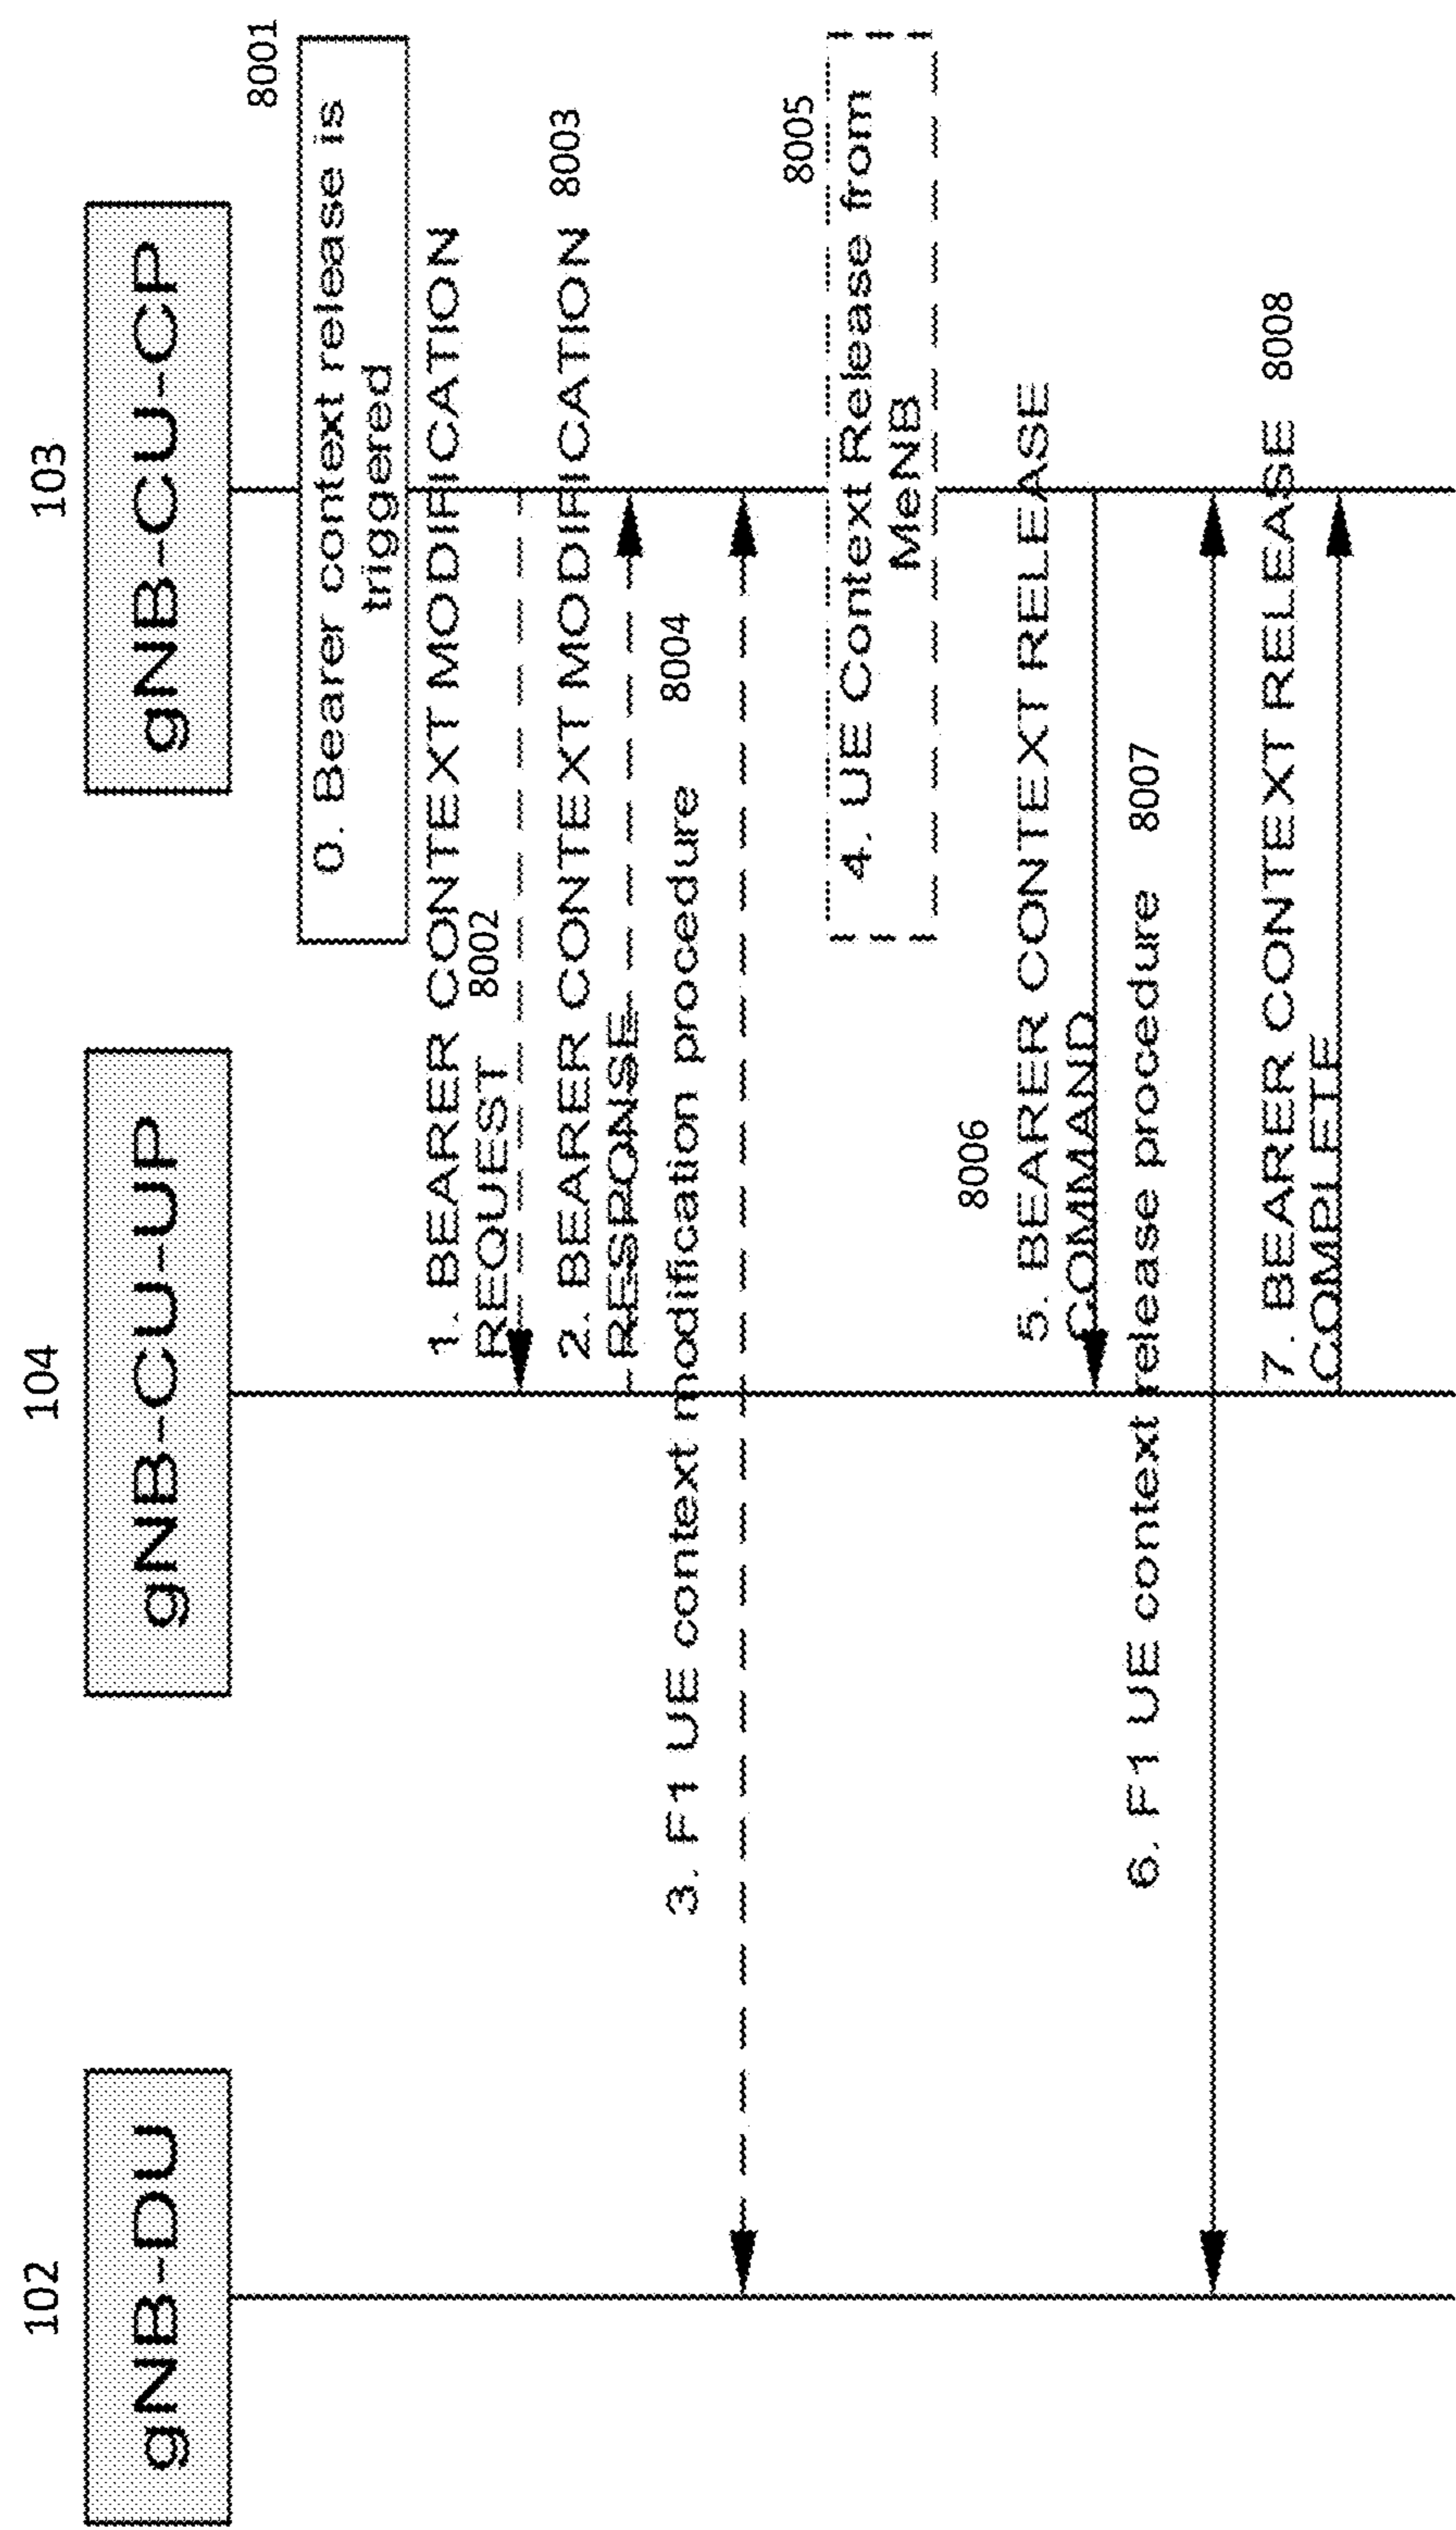 102
104
103
gNB-DU
gNB-CU-UP
gNB-CU-CP
8001
0. Bearer context release is
triggered
1. BEARER CONTEXT MODIFICATION
REQUEST
8002
2. BEARER CONTEXT MODIFICATION
8003
RESPONSE
3. F1 UE context modification procedure
8004
8005
4. UE Context Release from
MeNB
8006
5. BEARER CONTEXT RELEASE
COMMAND
6. F1 UE context release procedure
8007
7. BEARER CONTEXT RELEASE
8008
COMPLETE